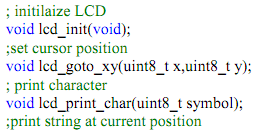 ; initilaize LCD
void lcd_init(void);
;set cursor position
void lcd_goto_xy(uint8_t x,uint8_t y);
; print character
void lcd_print_char(uint8_t symbol);
;print string at current position